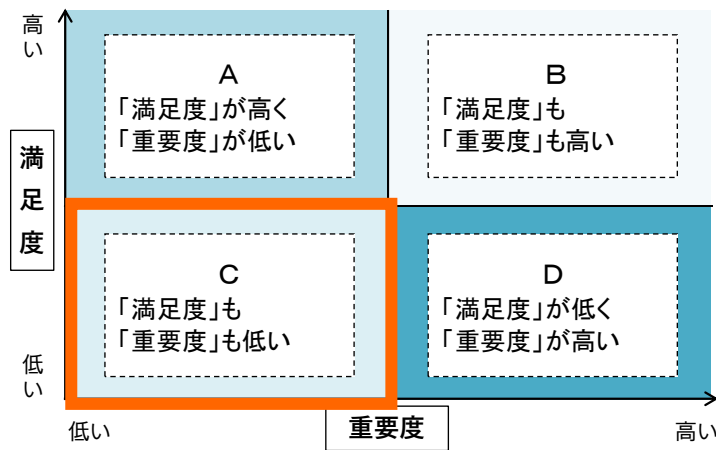 高い
満足度
低い
A
「満足度」が高く
「重要度」が低い
B
「満足度」も
「重要度」も高い
C
「満足度」も
「重要度」も低い
D
「満足度」が低く
「重要度」が高い
低い
重要度
高い